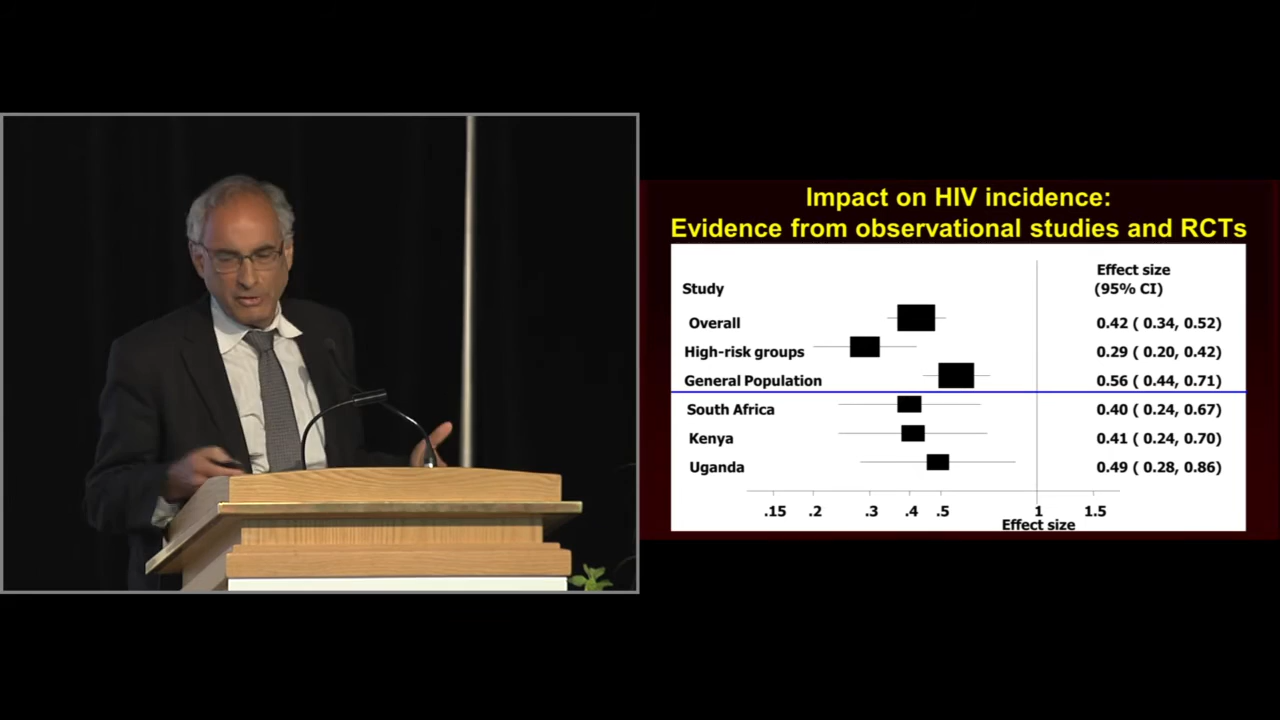 Impact on HIV incidence:
Evidence from observational studies and RCTs
Effect size
Study (95% CI)
Overall 0.42 ( 0.34, 0.52)
High-risk groups 0.29 ( 0.20, 0.42)
General Population 0.56 ( 0.44, 0.71)
South Africa 0.40 ( 0.24, 0.67)
Kenya 0.41 ( 0.24, 0.70)
Uganda 0.49 ( 0.28, 0.86)
.15 .2 .3 .4 .5 1 1.5
Effect size